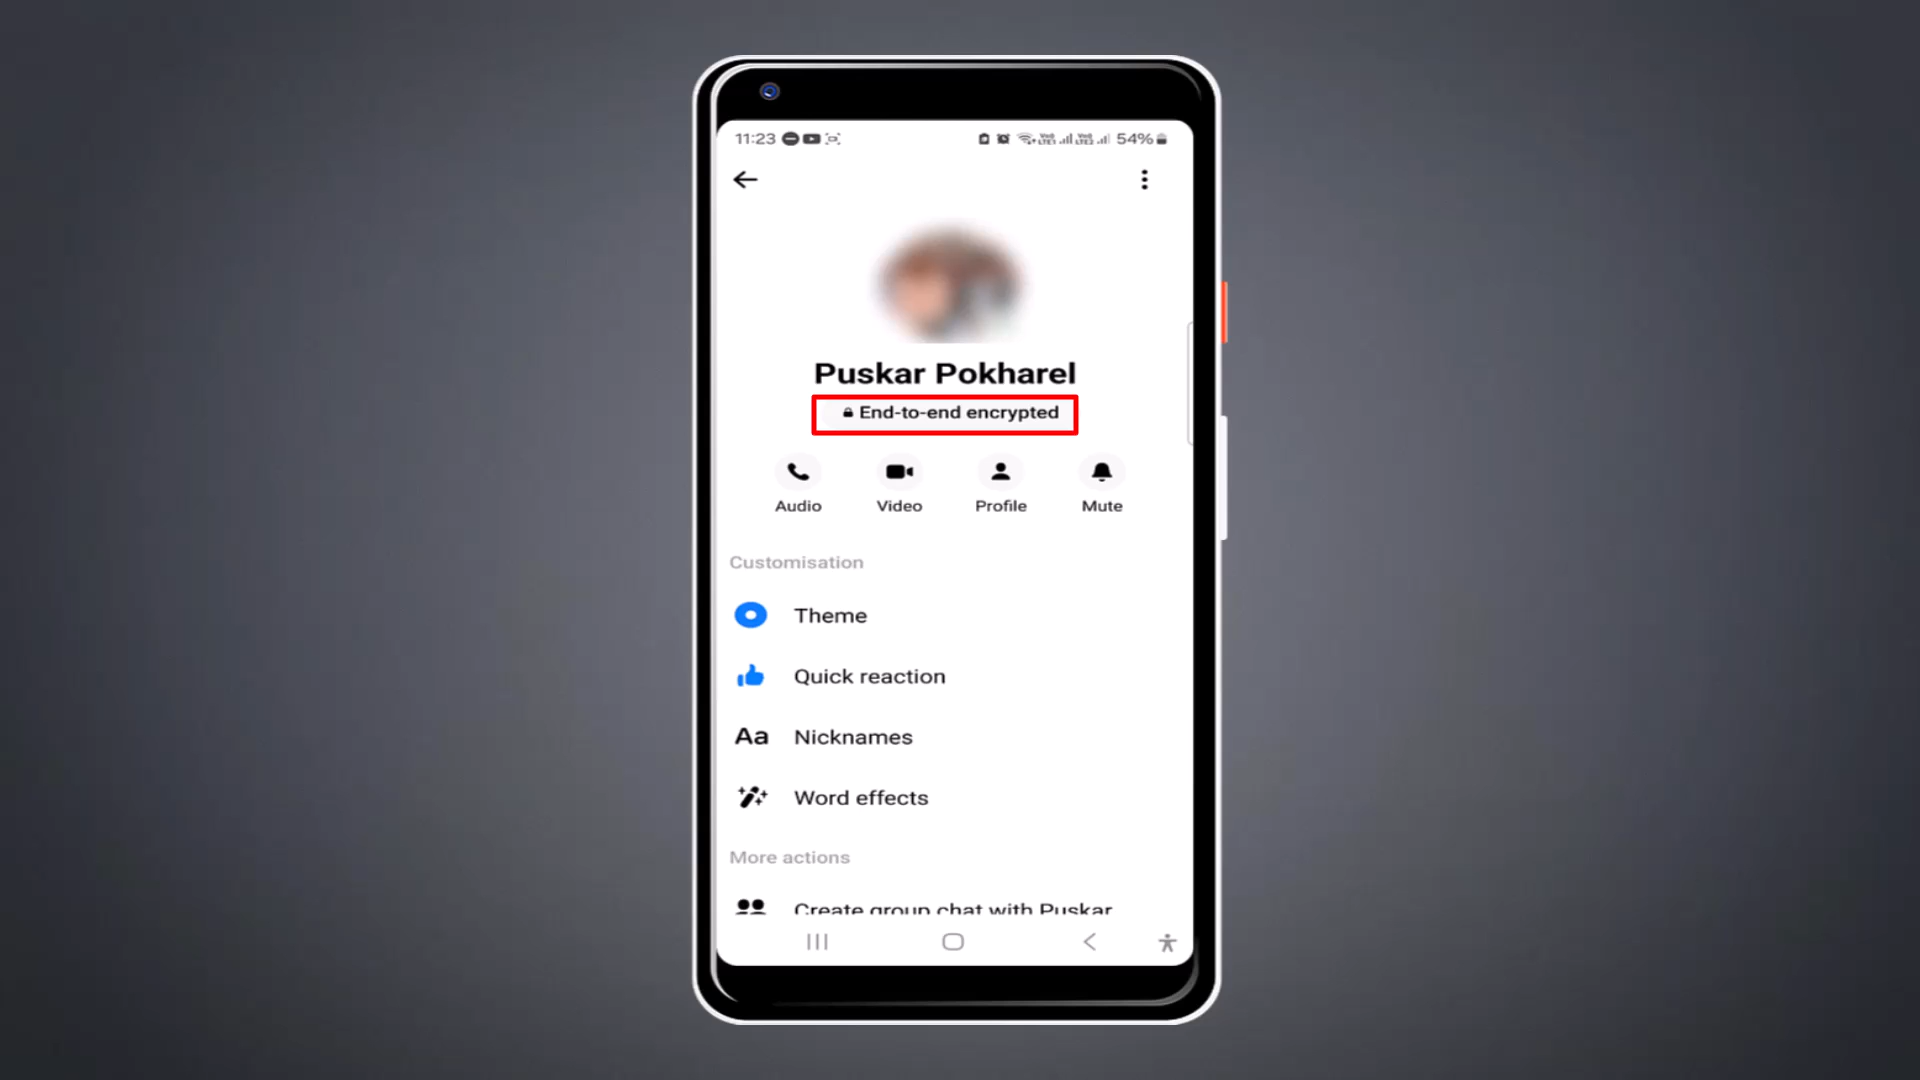 11:23 54%
Puskar Pokharel
End-to-end encrypted
Audio Video Profile Mute
Customisation
Theme
Quick reaction
Aa Nicknames
Word effects
More actions
Create group chat with Puskar